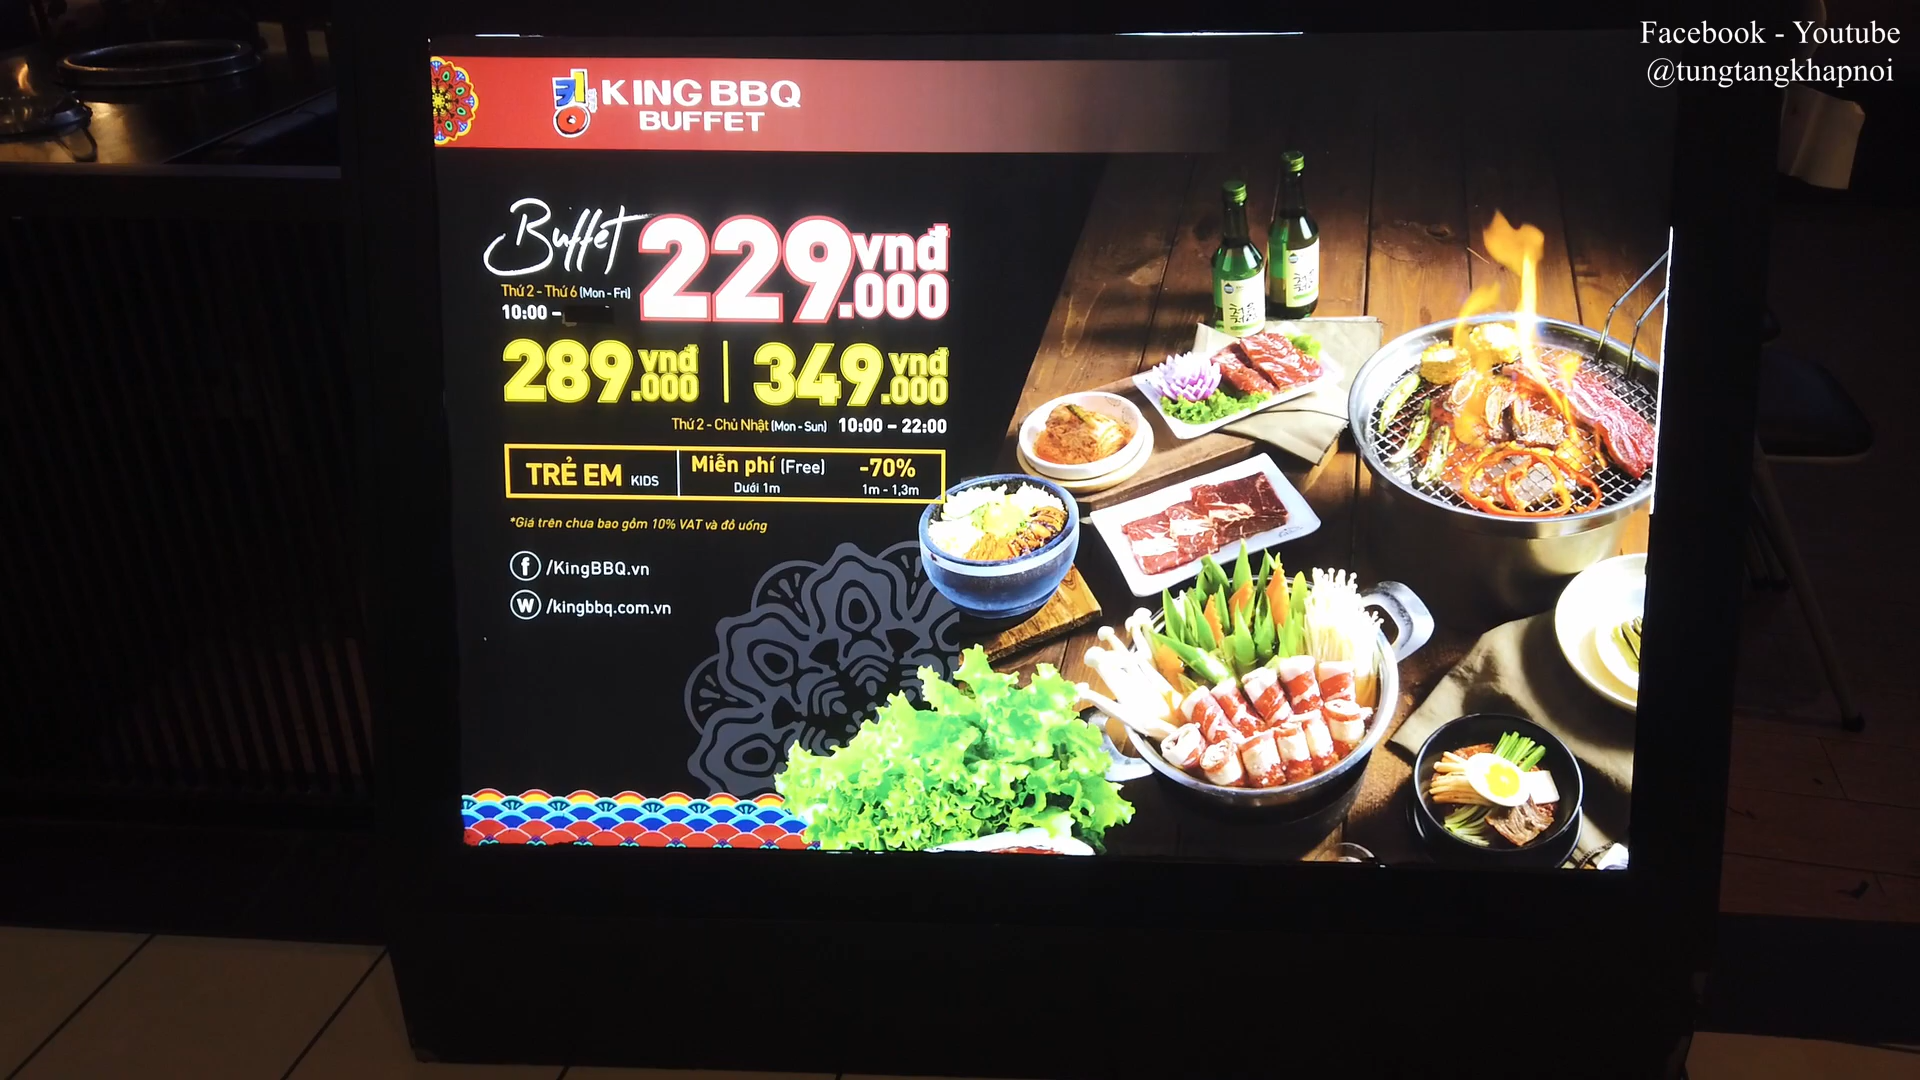 Facebook - Youtube
@tungtangkhapnoi
킹
KING BBQ
BUFFET
Buffet 229.000 vnđ
Thứ 2 - Thứ 6 (Mon - Fri)
10:00 –
289.000 vnđ | 349.000 vnđ
Thứ 2 - Chủ Nhật (Mon - Sun) 10:00 – 22:00
TRẺ EM KIDS
Miễn phí (Free) -70%
Dưới 1m 1m - 1,3m
*Giá trên chưa bao gồm 10% VAT và đồ uống
f /KingBBQ.vn
W /kingbbq.com.vn